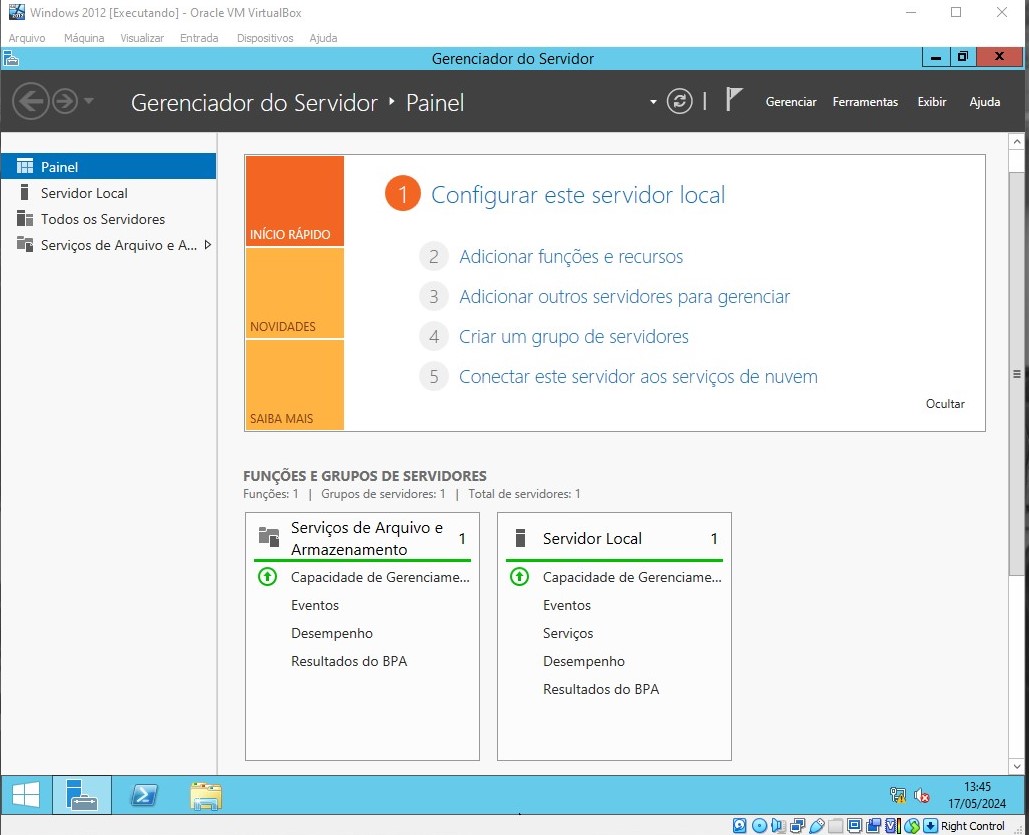 Windows 2012 [Executando] - Oracle VM VirtualBox
Arquivo Máquina Visualizar Entrada Dispositivos Ajuda
Gerenciador do Servidor
Gerenciador do Servidor Painel
Gerenciar Ferramentas Exibir Ajuda
Painel
Servidor Local
Todos os Servidores
Serviços de Arquivo e A...
INÍCIO RÁPIDO
NOVIDADES
SAIBA MAIS
1 Configurar este servidor local
2 Adicionar funções e recursos
3 Adicionar outros servidores para gerenciar
4 Criar um grupo de servidores
5 Conectar este servidor aos serviços de nuvem
Ocultar
FUNÇÕES E GRUPOS DE SERVIDORES
Funções: 1 | Grupos de servidores: 1 | Total de servidores: 1
Serviços de Arquivo e
Armazenamento
1
Capacidade de Gerenciame...
Eventos
Desempenho
Resultados do BPA
Servidor Local 1
Capacidade de Gerenciame...
Eventos
Serviços
Desempenho
Resultados do BPA
13:45
17/05/2024
Right Control